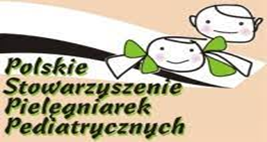 Polskie
Stowarzyszenie
Pielęgniarek
Pediatrycznych